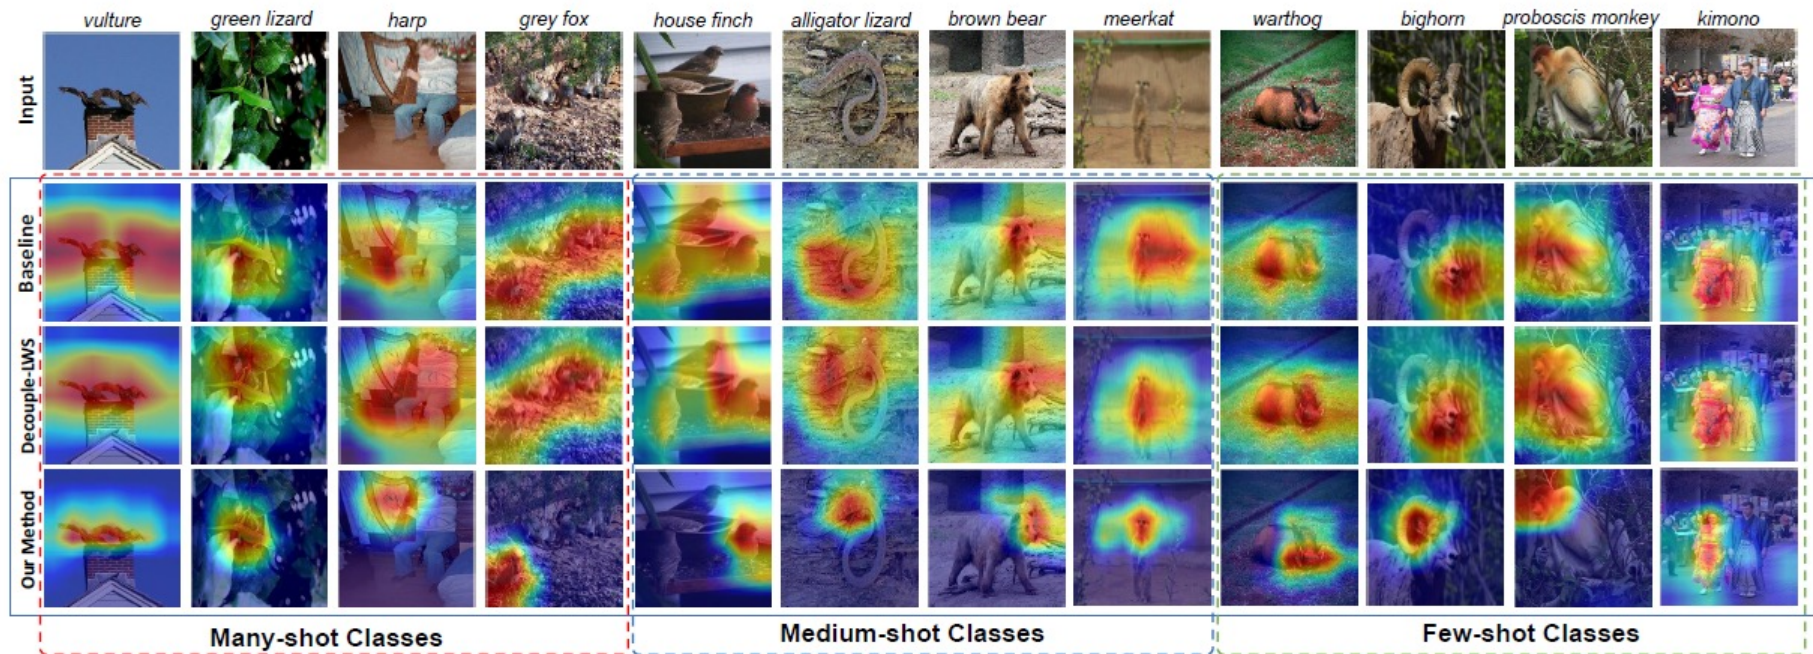 vulture green lizard harp grey fox house finch alligator lizard brown bear meerkat warthog bighorn proboscis monkey kimono
Input
Baseline
Decouple-LWS
Our Method
Many-shot Classes Medium-shot Classes Few-shot Classes